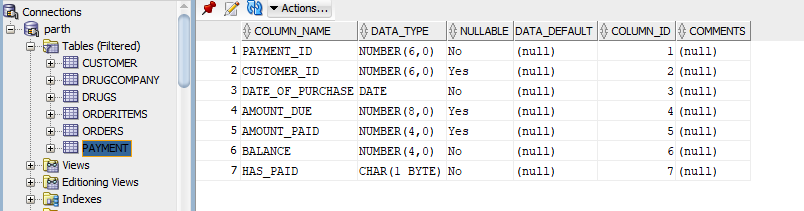 Connections
parth
Tables (Filtered)
CUSTOMER
DRUGCOMPANY
DRUGS
ORDERITEMS
ORDERS
PAYMENT
Views
Editioning Views
Indexes
Actions...
COLUMN_NAME DATA_TYPE NULLABLE DATA_DEFAULT COLUMN_ID COMMENTS
1 PAYMENT_ID NUMBER(6,0) No (null) 1 (null)
2 CUSTOMER_ID NUMBER(6,0) Yes (null) 2 (null)
3 DATE_OF_PURCHASE DATE No (null) 3 (null)
4 AMOUNT_DUE NUMBER(8,0) Yes (null) 4 (null)
5 AMOUNT_PAID NUMBER(4,0) Yes (null) 5 (null)
6 BALANCE NUMBER(4,0) No (null) 6 (null)
7 HAS_PAID CHAR(1 BYTE) No (null) 7 (null)